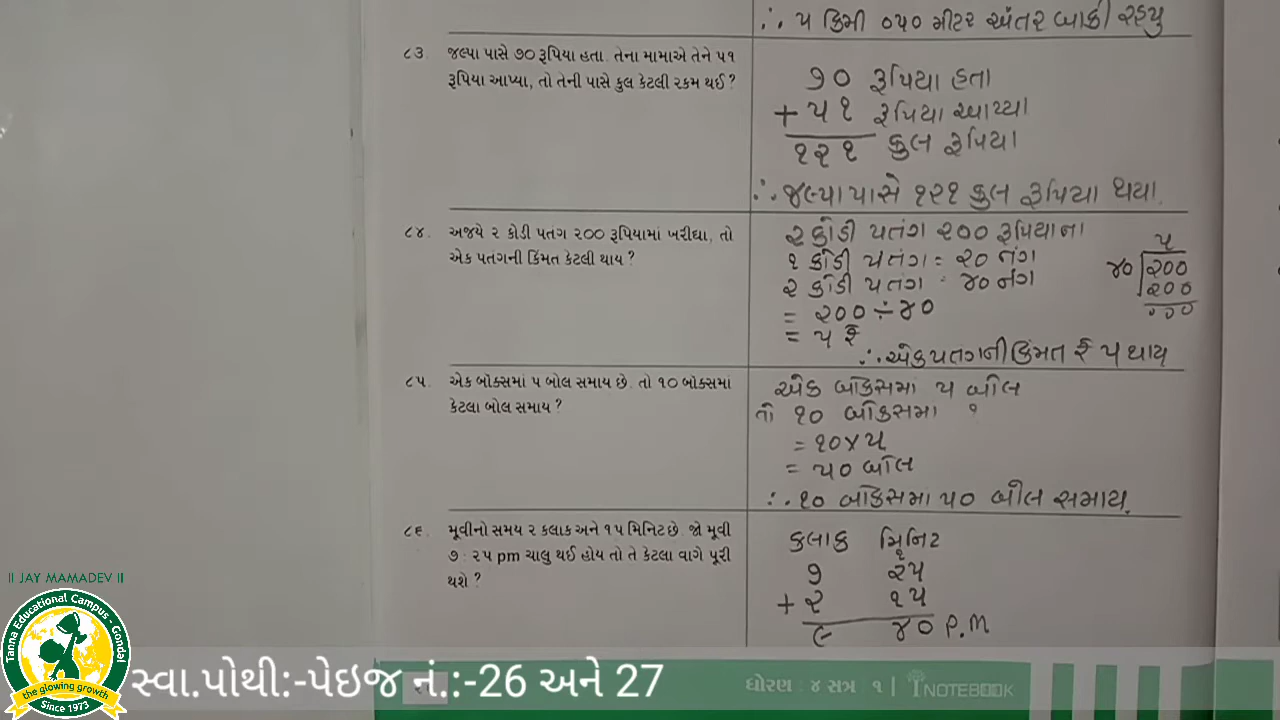 ∴ ૫ કિમી ૦૫૦ મીટર અંતર બાકી રહ્યુ
૮૩. જલ્પા પાસે ૭૦ રૂપિયા હતા. તેના મામાએ તેને ૫૧
રૂપિયા આપ્યા, તો તેની પાસે કુલ કેટલી રકમ થઈ ?
૭૦ રૂપિયા હતા
+ ૫૧ રૂપિયા આપ્યા
૧૨૧ કુલ રૂપિયા
∴ જલ્પા પાસે ૧૨૧ કુલ રૂપિયા થયા.
૮૪. અજયે ૨ કોડી પતગ ૨૦૦ રૂપિયામાં ખરીઘા, તો
એક પતંગની કિંમત કેટલી થાય ?
૨ કોડી પતંગ ૨૦૦ રૂપિયાના
૧ કોડી પતંગ = ૨૦ નંગ
૨ કોડી પતંગ = ૪૦ નંગ
= ૨૦૦ ÷ ૪૦
= ૫ ₹
૫
૪૦ ૨૦૦
૨૦૦
૦૦૦
∴ એક પતંગની કિંમત ₹ ૫ થાય
૮૫. એક બૉક્સમાં ૫ બોલ સમાય છે. તો ૧૦ બૉક્સમાં
કેટલા બોલ સમાય ?
એક બૉક્સમા ૫ બોલ
તો ૧૦ બૉક્સમા ?
= ૧૦ x ૫
= ૫૦ બોલ
∴ ૧૦ બૉક્સમા ૫૦ બોલ સમાય.
૮૬. મૂવીનો સમય ૨ કલાક અને ૧૫ મિનિટ છે. જો મૂવી
૭ : ૨૫ pm ચાલુ થઈ હોય તો તે કેટલા વાગે પૂરી
થશે ?
કલાક મિનિટ
૧
૭ ૨૫
+ ૨ ૧૫
૯ ૪૦ P.M
ધોરણ : ૪ સત્ર ૧ | NOTEBOOK
|| JAY MAMADEV ||
Tanna Educational Campus - Gondal
the glowing growth
Since 1973
સ્વા.પોથી:-પેઇજ નં.:-26 અને 27